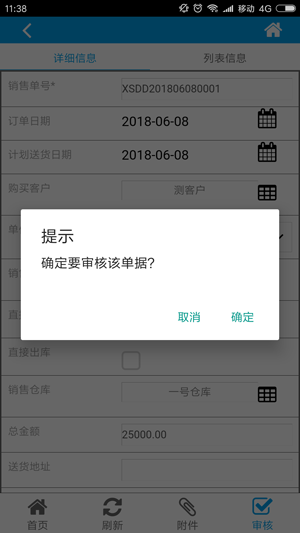 11:38
移动 4G
详细信息 列表信息
销售单号* XSDD201806080001
订单日期 2018-06-08
计划送货日期 2018-06-08
购买客户 测客户
单
提示
确定要审核该单据?
取消 确定
销
直
直接出库
销售仓库 一号仓库
总金额 25000.00
送货地址
首页 刷新 附件 审核